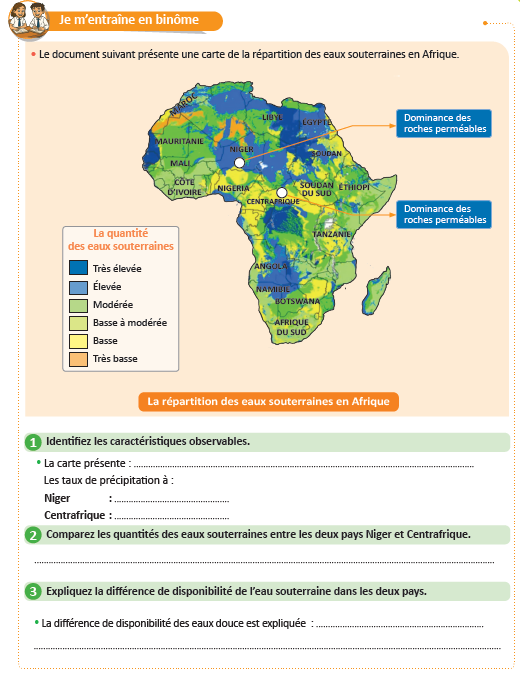 Je m'entraîne en binôme
• Le document suivant présente une carte de la répartition des eaux souterraines en Afrique.
MAROC
LIBYE
EGYPTE
MAURITANIE
NIGER
SOUDAN
MALI
CÔTE
D'IVOIRE
NIGERIA
SOUDAN
DU SUD
ÉTHIOPI
CENTRAFRIQUE
TANZANIE
ANGOLA
NAMIBIE
BOTSWANA
AFRIQUE
DU SUD
Dominance des
roches perméables
Dominance des
roches perméables
La quantité
des eaux souterraines
Très élevée
Élevée
Modérée
Basse à modérée
Basse
Très basse
La répartition des eaux souterraines en Afrique
1 Identifiez les caractéristiques observables.
• La carte présente : ..........................................................................
Les taux de précipitation à :
Niger : ........................................
Centrafrique : ........................................
2 Comparez les quantités des eaux souterraines entre les deux pays Niger et Centrafrique.
....................................................................................................
3 Expliquez la différence de disponibilité de l'eau souterraine dans les deux pays.
• La différence de disponibilité des eaux douce est expliquée : ..................................................
....................................................................................................